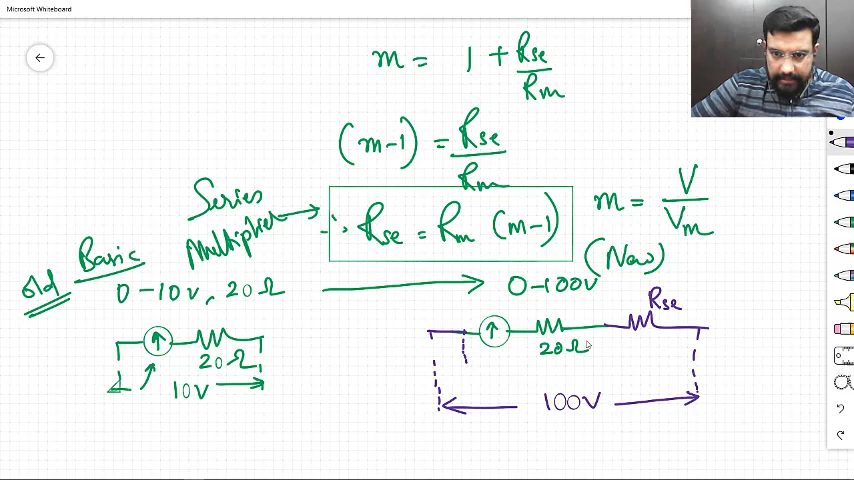 Microsoft Whiteboard
m = 1 + Rse/Rm
(m-1) = Rse/Rm
Series Multiplier
∴ Rse = Rm (m-1)
m = V/Vm
Old Basic
(New)
0-10V, 20Ω
0-100V
20Ω
10V
20Ω
Rse
100V